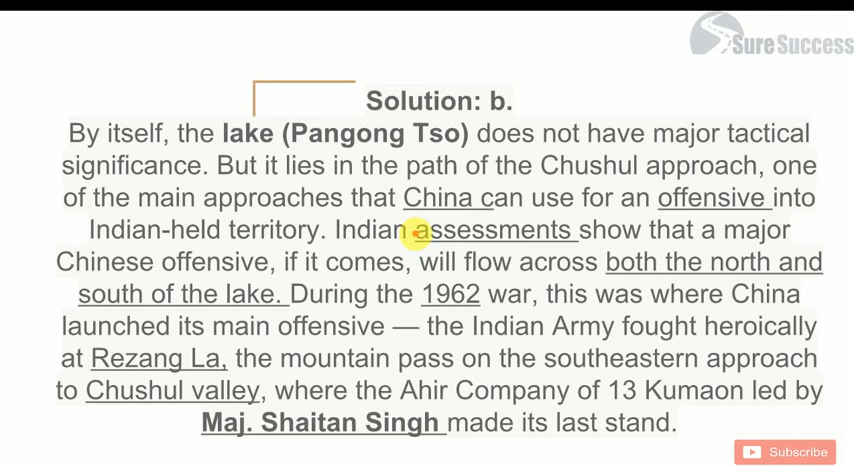 SureSuccess
Solution: b.
By itself, the lake (Pangong Tso) does not have major tactical
significance. But it lies in the path of the Chushul approach, one
of the main approaches that China can use for an offensive into
Indian-held territory. Indian assessments show that a major
Chinese offensive, if it comes, will flow across both the north and
south of the lake. During the 1962 war, this was where China
launched its main offensive — the Indian Army fought heroically
at Rezang La, the mountain pass on the southeastern approach
to Chushul valley, where the Ahir Company of 13 Kumaon led by
Maj. Shaitan Singh made its last stand.
Subscribe